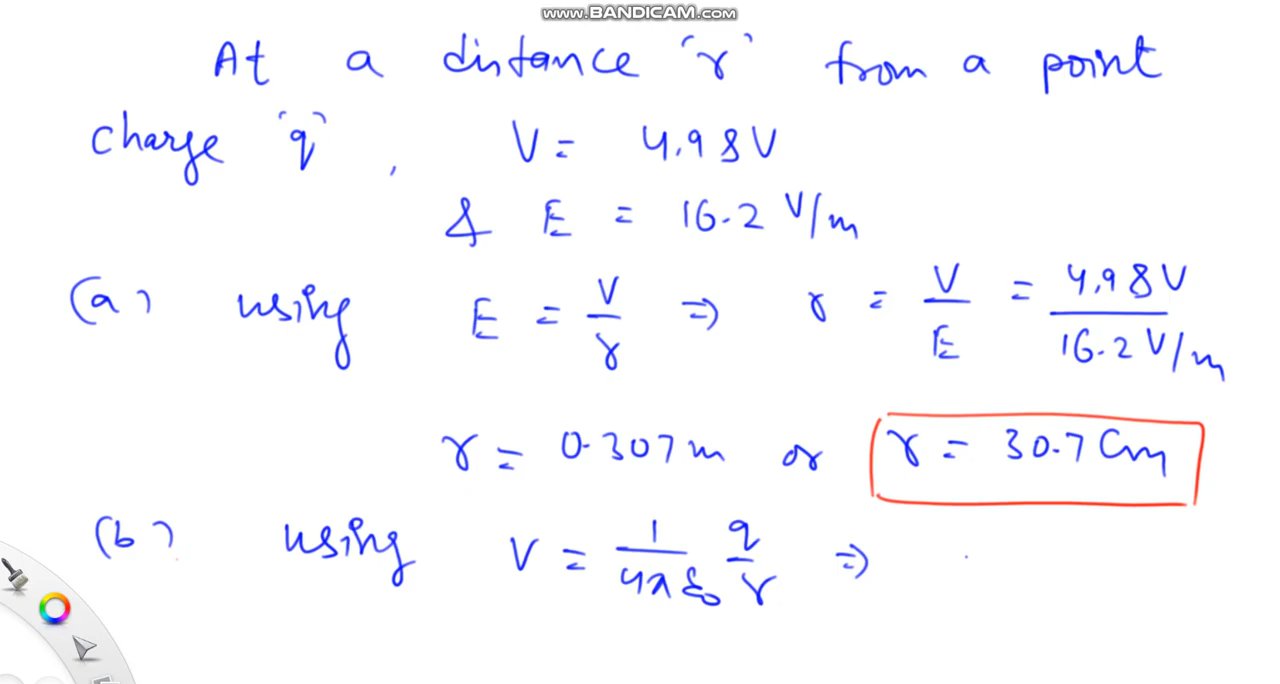 www.BANDICAM.com
At a distance 'r' from a point
charge 'q', V = 4.98V
& E = 16.2 V/m
(a) using E = V/r ⇒ r = V/E = 4.98V/16.2 V/m
r = 0.307m or r = 30.7 Cm
(b) using V = 1/4πε₀ q/r ⇒